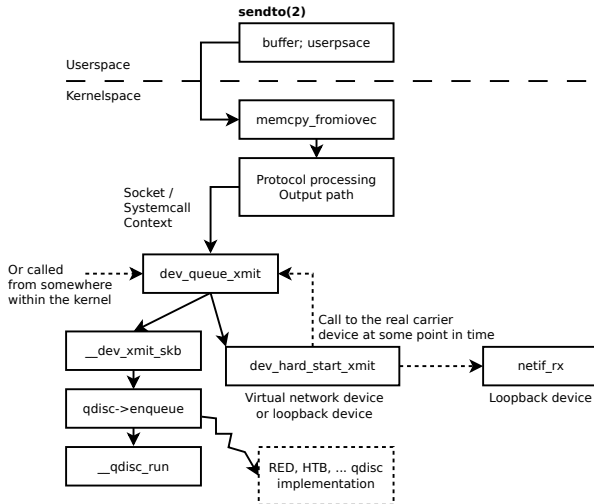 sendto(2)
buffer; userpsace
Userspace
Kernelspace
memcpy_fromiovec
Protocol processing
Output path
Socket /
Systemcall
Context
Or called
from somewhere
within the kernel
dev_queue_xmit
Call to the real carrier
device at some point in time
__dev_xmit_skb
dev_hard_start_xmit
netif_rx
Virtual network device
or loopback device
Loopback device
qdisc->enqueue
__qdisc_run
RED, HTB, ... qdisc
implementation